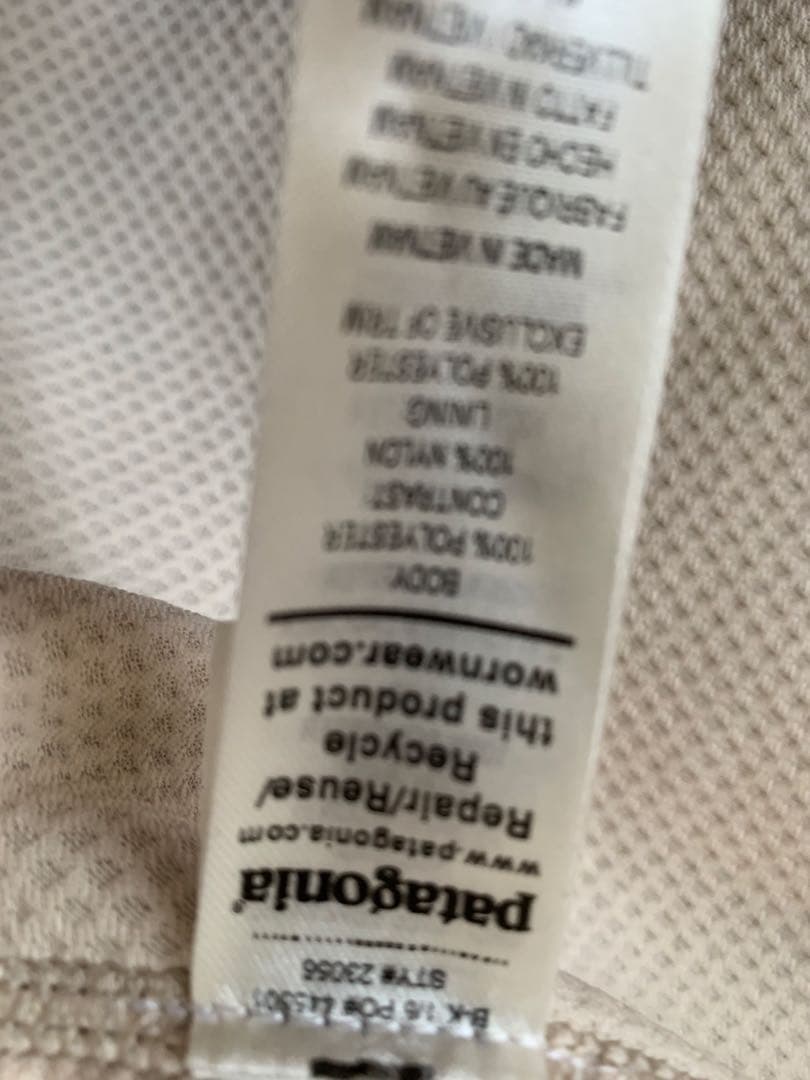 STY# 23056
patagonia®
www.patagonia.com
Repair/Reuse/
Recycle
this product at
wornwear.com
BODY:
100% POLYESTER
CONTRAST:
100% NYLON
LINING
100% POLYESTER
EXCLUSIVE OF TRIM
MADE IN VIETNAM
FABRIQUÉ AU VIETNAM
HECHO EN VIETNAM
FATTO IN VIETNAM
TILLVERKAD I VIETNAM